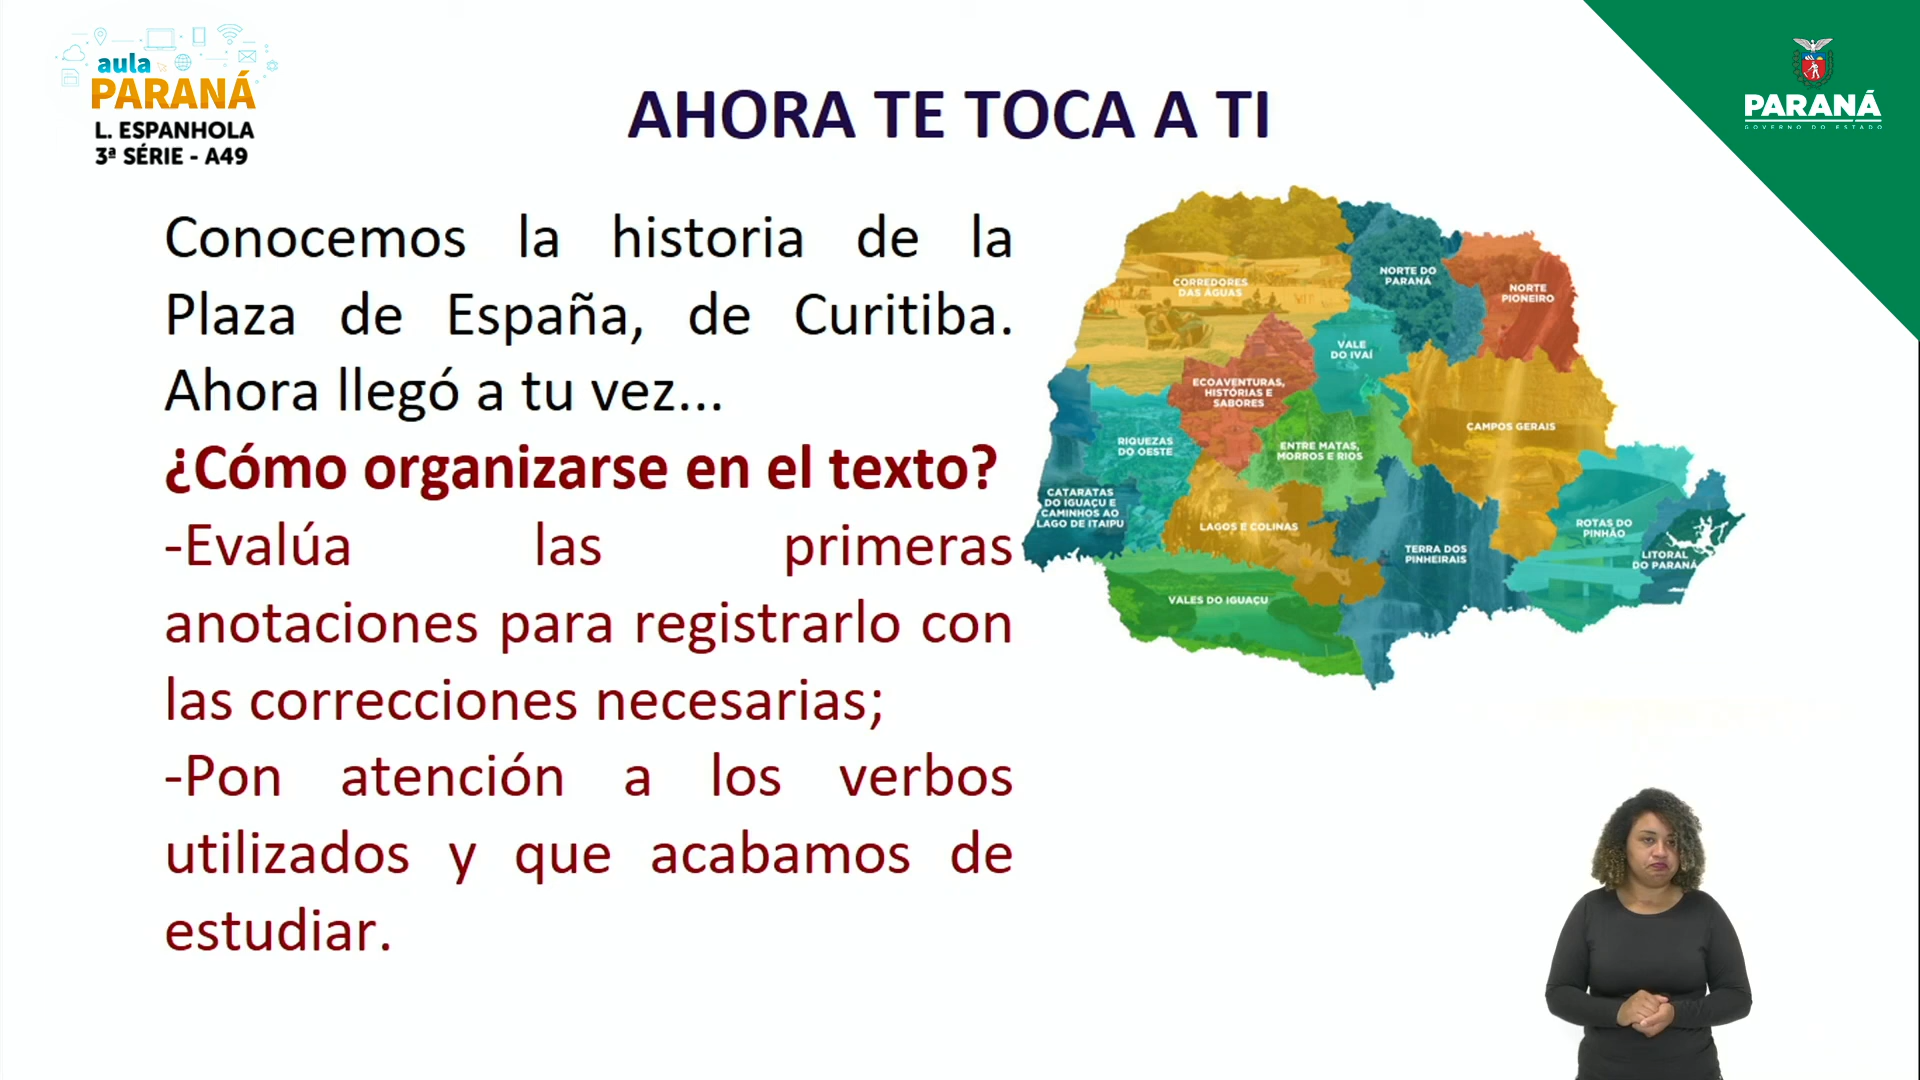 aula
PARANÁ
L. ESPANHOLA
3ª SÉRIE - A49
PARANÁ
GOVERNO DO ESTADO
AHORA TE TOCA A TI
Conocemos la historia de la
Plaza de España, de Curitiba.
Ahora llegó a tu vez...
¿Cómo organizarse en el texto?
-Evalúa las primeras
anotaciones para registrarlo con
las correcciones necesarias;
-Pon atención a los verbos
utilizados y que acabamos de
estudiar.
CORREDORES
DAS ÁGUAS
NORTE DO
PARANÁ
NORTE
PIONEIRO
VALE
DO IVAÍ
ECOAVENTURAS,
HISTÓRIAS E
SABORES
CAMPOS GERAIS
RIQUEZAS
DO OESTE
ENTRE MATAS,
MORROS E RIOS
CATARATAS
DO IGUAÇU E
CAMINHOS AO
LAGO DE ITAIPU
LAGOS E COLINAS
TERRA DOS
PINHEIRAIS
ROTAS DO
PINHÃO
LITORAL
DO PARANÁ
VALES DO IGUAÇU